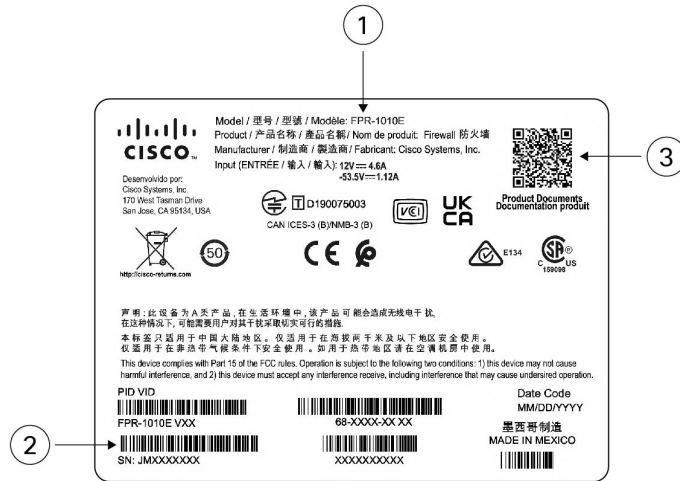 1
Model / 型号 / 型號 / Modèle: FPR-1010E
Product / 产品名称 / 產品名稱/ Nom de produit: Firewall 防火墙
Manufacturer / 制造商 / 製造商 / Fabricant: Cisco Systems, Inc.
Input (ENTRÉE / 输入 / 輸入): 12V 4.6A
-53.5V 1.12A
CISCO TM
Desenvolvido por:
Cisco Systems, Inc.
170 West Tasman Drive
San Jose, CA 95134, USA
3
Product Documents
Documentation produit
T D190075003
CAN ICES-3 (B)/NMB-3 (B)
VCI
UK
CA
http://cisco-returns.com
50
CE
E134
C SA ® US
159098
声明:此设备为A类产品,在生活环境中,该产品可能会造成无线电干扰,
在这种情况下,可能需要用户对其干扰采取切实可行的措施.
本标签只适用于中国大陆地区。仅适用于在海拔两千米及以下地区安全使用。
仅适用于在非热带气候条件下安全使用。如用于热带地区请在空调机房中使用。
This device complies with Part 15 of the FCC rules. Operation is subject to the following two conditions: 1) this device may not cause
harmful interference, and 2) this device must accept any interference receive, including interference that may cause undersired operation.
PID VID
FPR-1010E VXX
68-XXXX-XX XX
Date Code
MM/DD/YYYY
2
SN: JMXXXXXXX
XXXXXXXXXX
墨西哥制造
MADE IN MEXICO